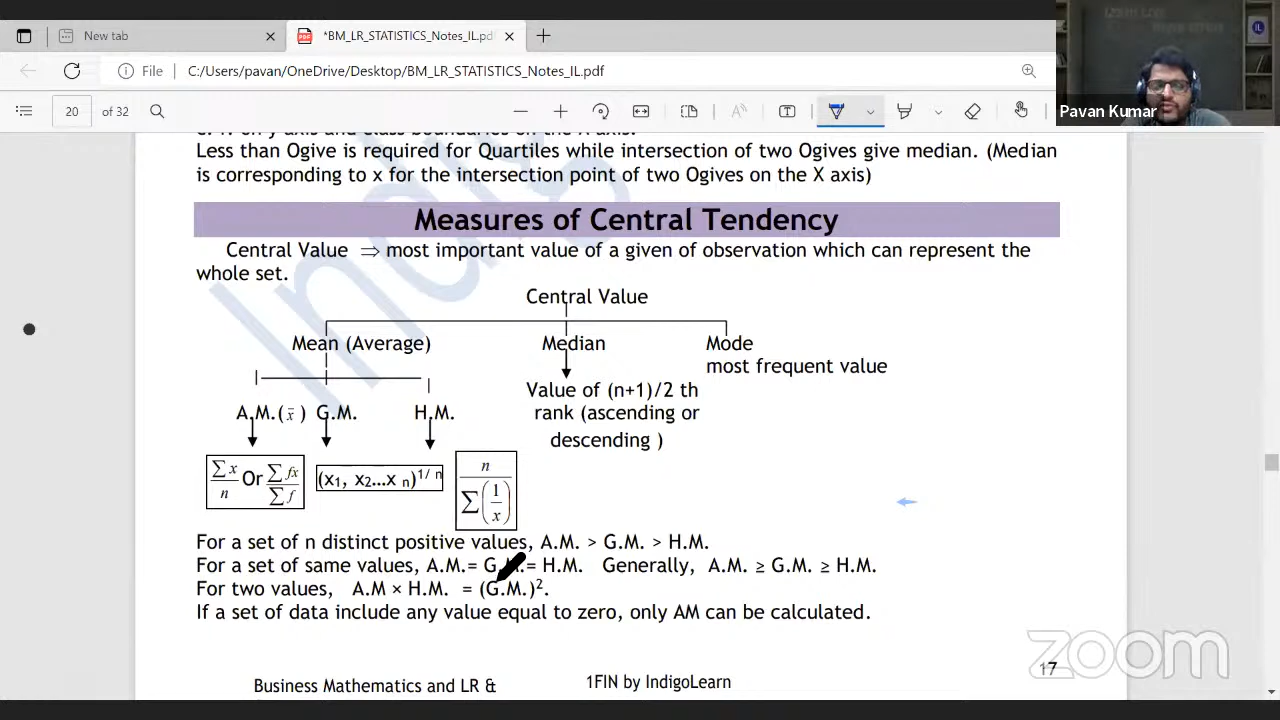 New tab
*BM_LR_STATISTICS_Notes_IL.pdf
File C:/Users/pavan/OneDrive/Desktop/BM_LR_STATISTICS_Notes_IL.pdf
20 of 32
Pavan Kumar
Less than Ogive is required for Quartiles while intersection of two Ogives give median. (Median
is corresponding to x for the intersection point of two Ogives on the X axis)
Measures of Central Tendency
Central Value ⇒ most important value of a given of observation which can represent the
whole set.
Central Value
Mean (Average) Median Mode
most frequent value
Value of (n+1)/2 th
rank (ascending or
descending )
A.M.(x̄) G.M. H.M.
∑x/n Or ∑fx/∑f (x₁, x₂...x ₙ)^1/ n n/∑(1/x)
For a set of n distinct positive values, A.M. > G.M. > H.M.
For a set of same values, A.M.= G.M.= H.M. Generally, A.M. ≥ G.M. ≥ H.M.
For two values, A.M × H.M. = (G.M.)².
If a set of data include any value equal to zero, only AM can be calculated.
zoom
17
Business Mathematics and LR & 1FIN by IndigoLearn